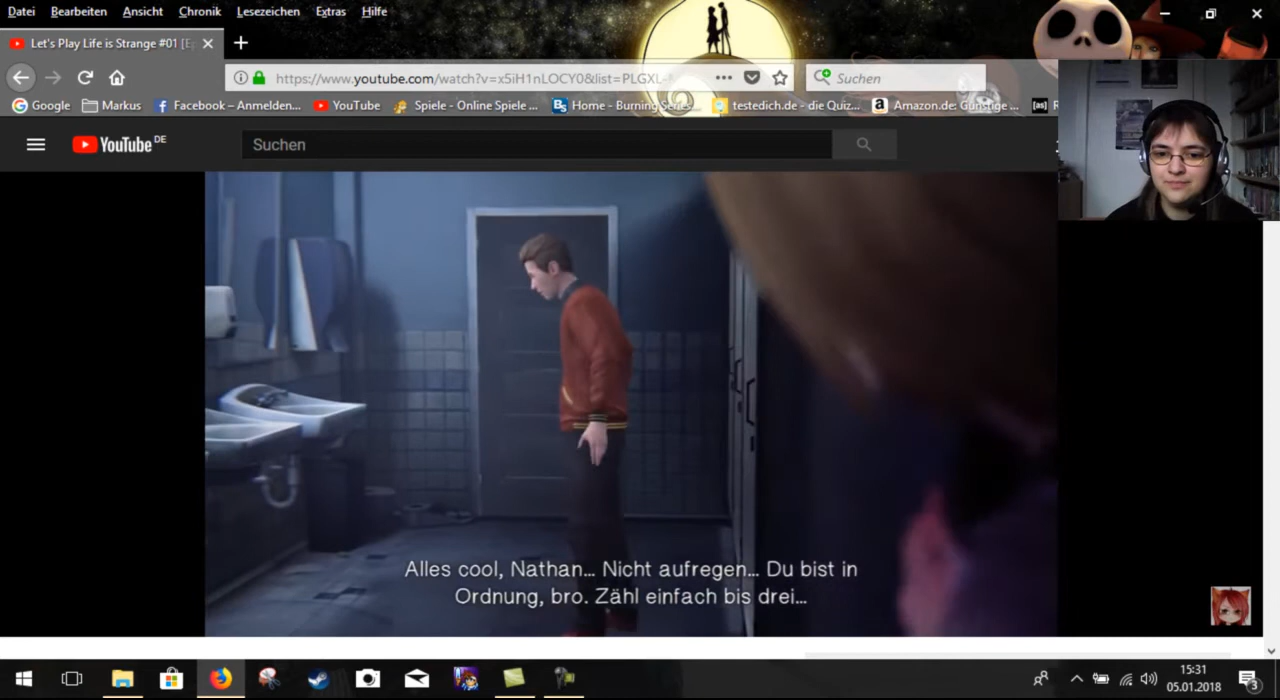 Datei Bearbeiten Ansicht Chronik Lesezeichen Extras Hilfe
Let's Play Life is Strange #01 [E
https://www.youtube.com/watch?v=x5iH1nLOCY0&list=PLGXL-
Suchen
Google Markus Facebook – Anmelden... YouTube Spiele - Online Spiele ... Home - Burning Series... testedich.de - die Quiz... Amazon.de: Günstige ...
YouTube DE
Suchen
Alles cool, Nathan... Nicht aufregen... Du bist in
Ordnung, bro. Zähl einfach bis drei...
15:31
05.01.2018
3